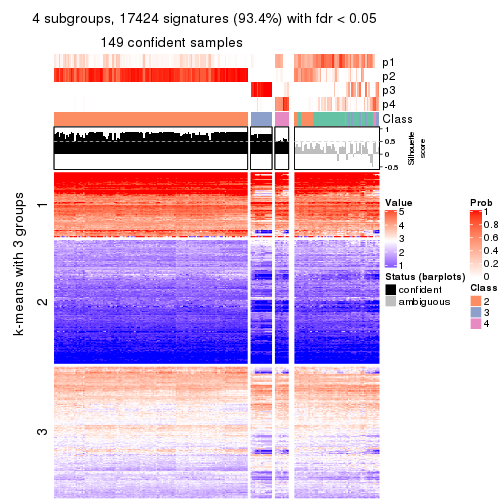 4 subgroups, 17424 signatures (93.4%) with fdr < 0.05
149 confident samples
p1
p2
p3
p4
Class
1
0.5
0
-0.5
Silhouette
score
k-means with 3 groups
1
2
3
Value
5
4
3
2
1
Status (barplots)
confident
ambiguous
Prob
1
0.8
0.6
0.4
0.2
0
Class
2
3
4